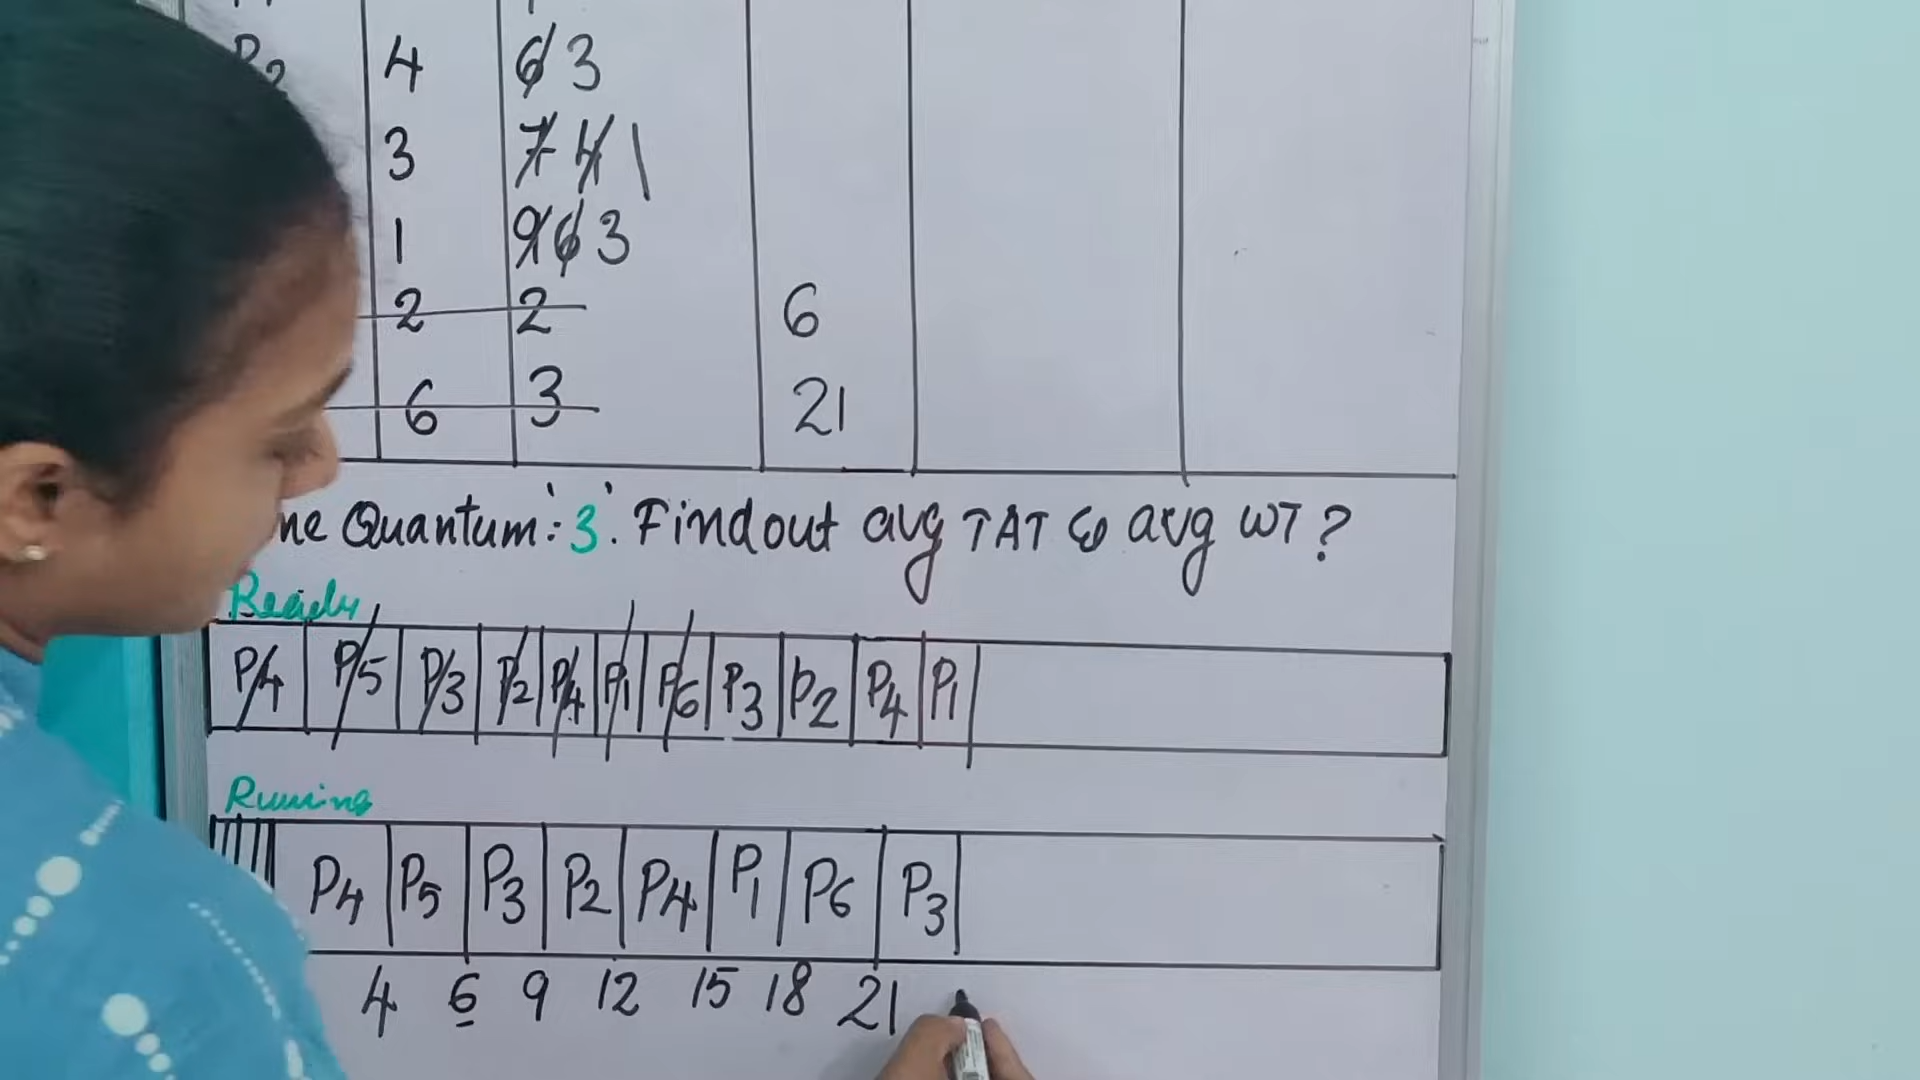 P2 4 6 3
3 7 4 1
1 9 6 3
2 2 6
6 3 21
ne Quantum: '3'. Findout avg TAT & avg WT?
Ready
P4 P5 P3 P2 P4 P1 P6 P3 P2 P4 P1
Running
P4 P5 P3 P2 P4 P1 P6 P3
4 6 9 12 15 18 21